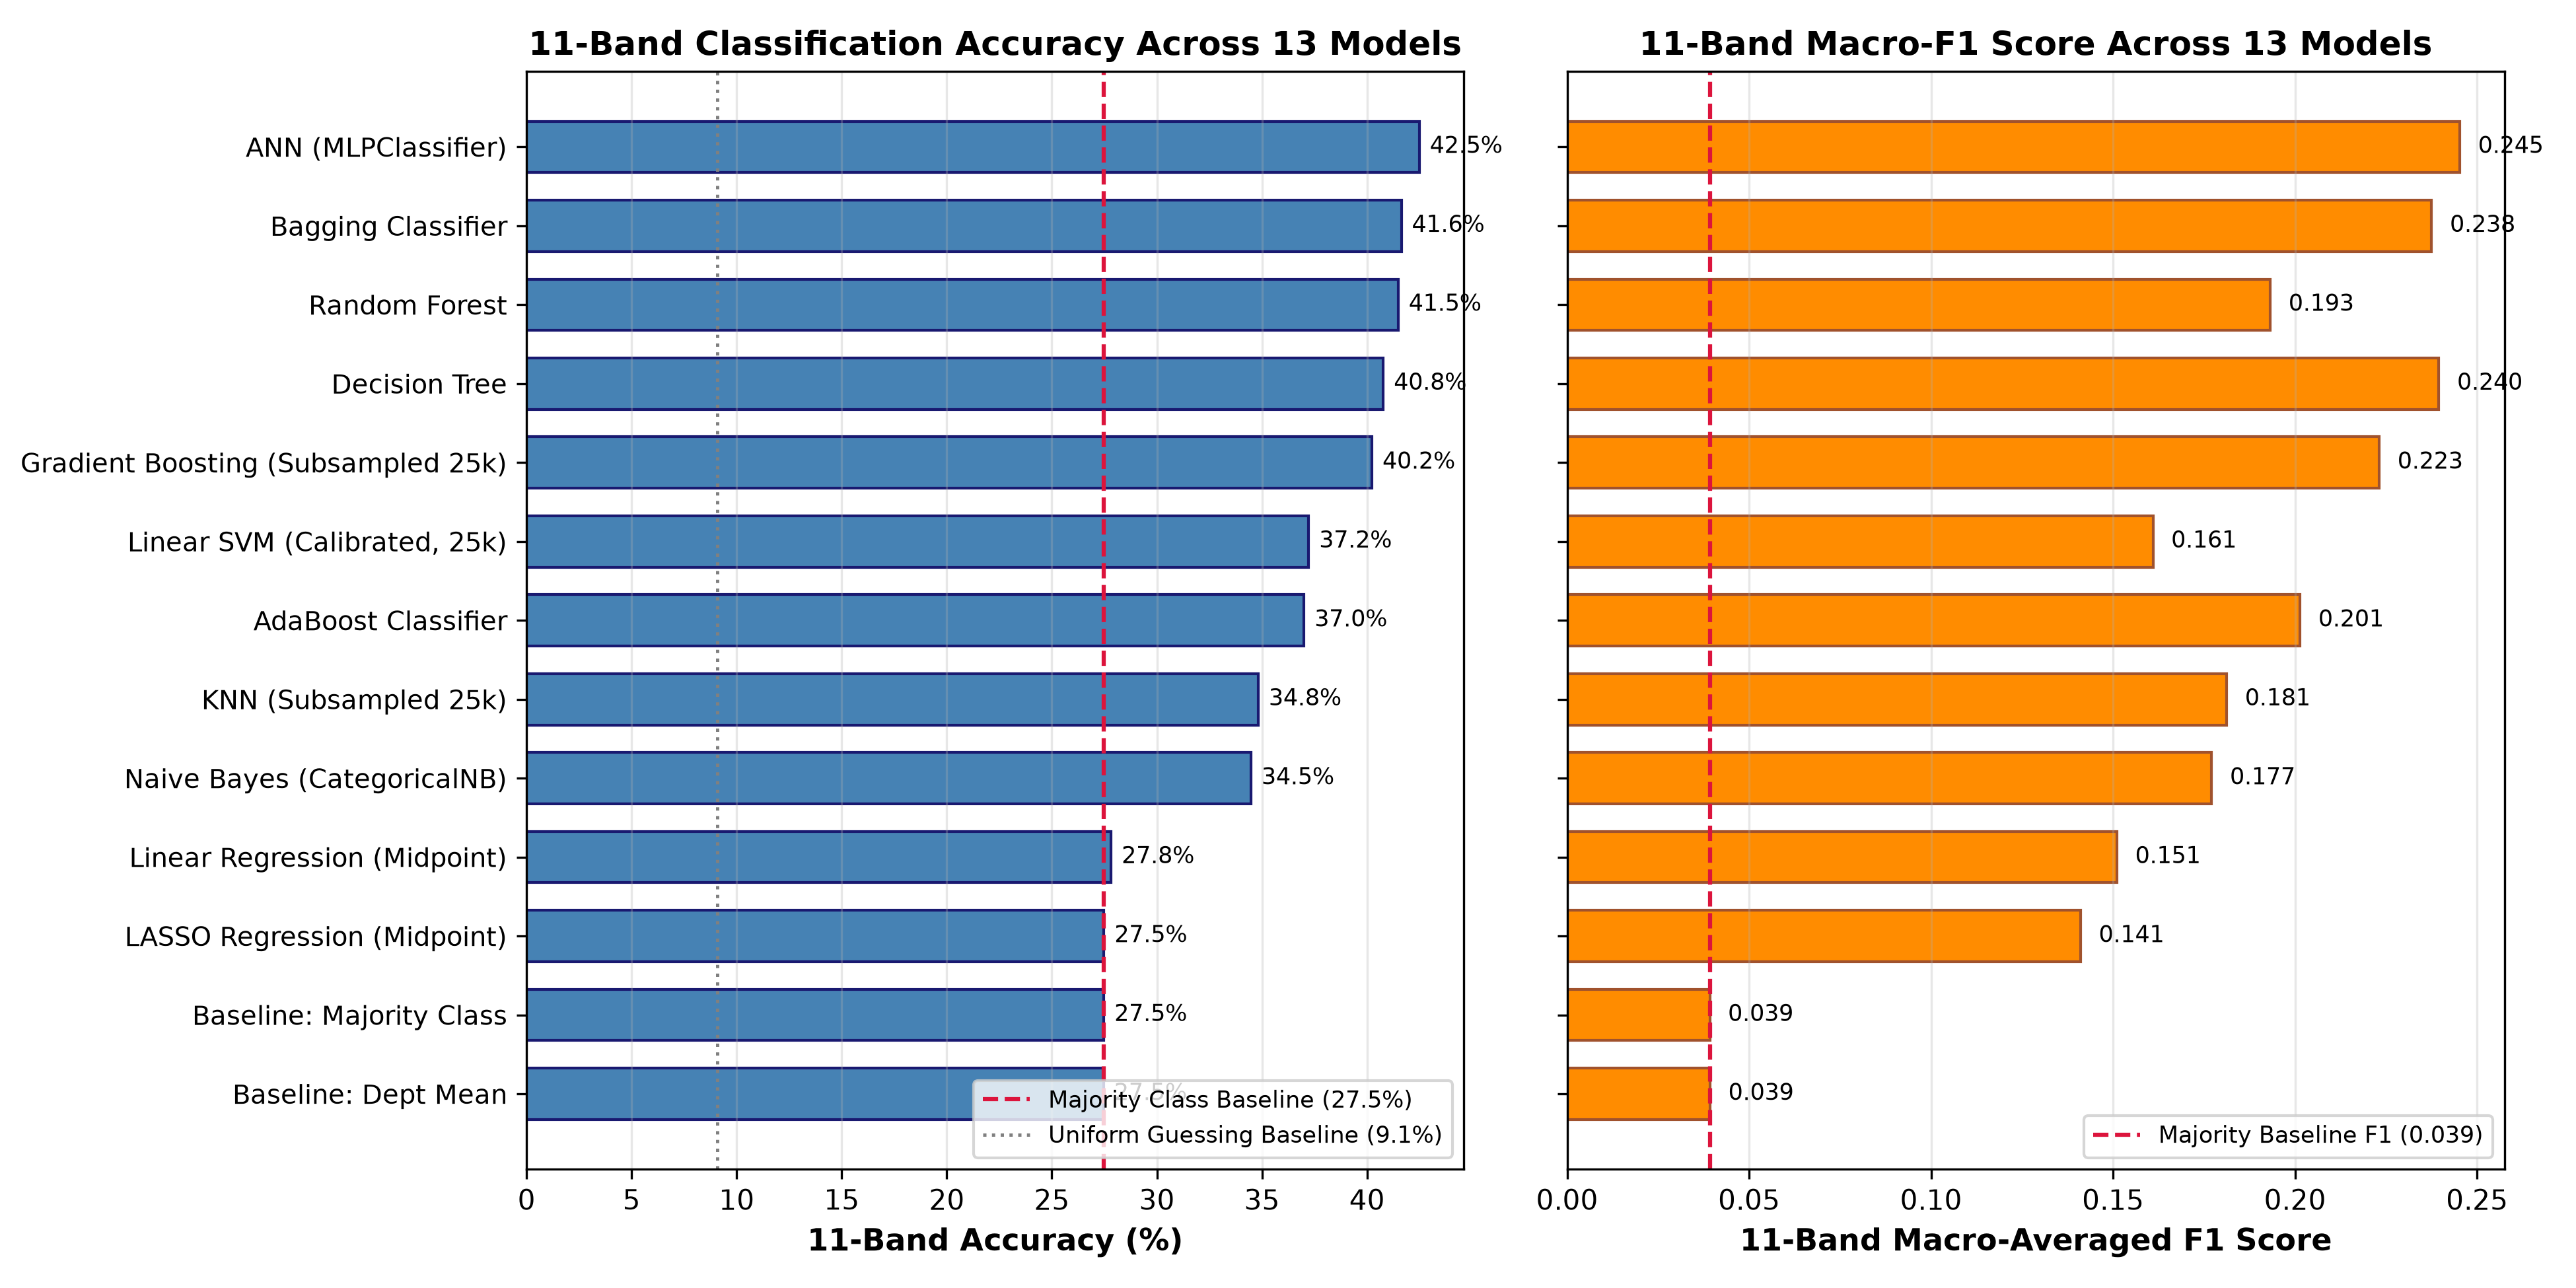 11-Band Classification Accuracy Across 13 Models
ANN (MLPClassifier)
42.5%
Bagging Classifier
41.6%
Random Forest
41.5%
Decision Tree
40.8%
Gradient Boosting (Subsampled 25k)
40.2%
Linear SVM (Calibrated, 25k)
37.2%
AdaBoost Classifier
37.0%
KNN (Subsampled 25k)
34.8%
Naive Bayes (CategoricalNB)
34.5%
Linear Regression (Midpoint)
27.8%
LASSO Regression (Midpoint)
27.5%
Baseline: Majority Class
27.5%
Baseline: Dept Mean
27.5%
Majority Class Baseline (27.5%)
Uniform Guessing Baseline (9.1%)
0 5 10 15 20 25 30 35 40
11-Band Accuracy (%)
11-Band Macro-F1 Score Across 13 Models
0.245
0.238
0.193
0.240
0.223
0.161
0.201
0.181
0.177
0.151
0.141
0.039
0.039
Majority Baseline F1 (0.039)
0.00 0.05 0.10 0.15 0.20 0.25
11-Band Macro-Averaged F1 Score